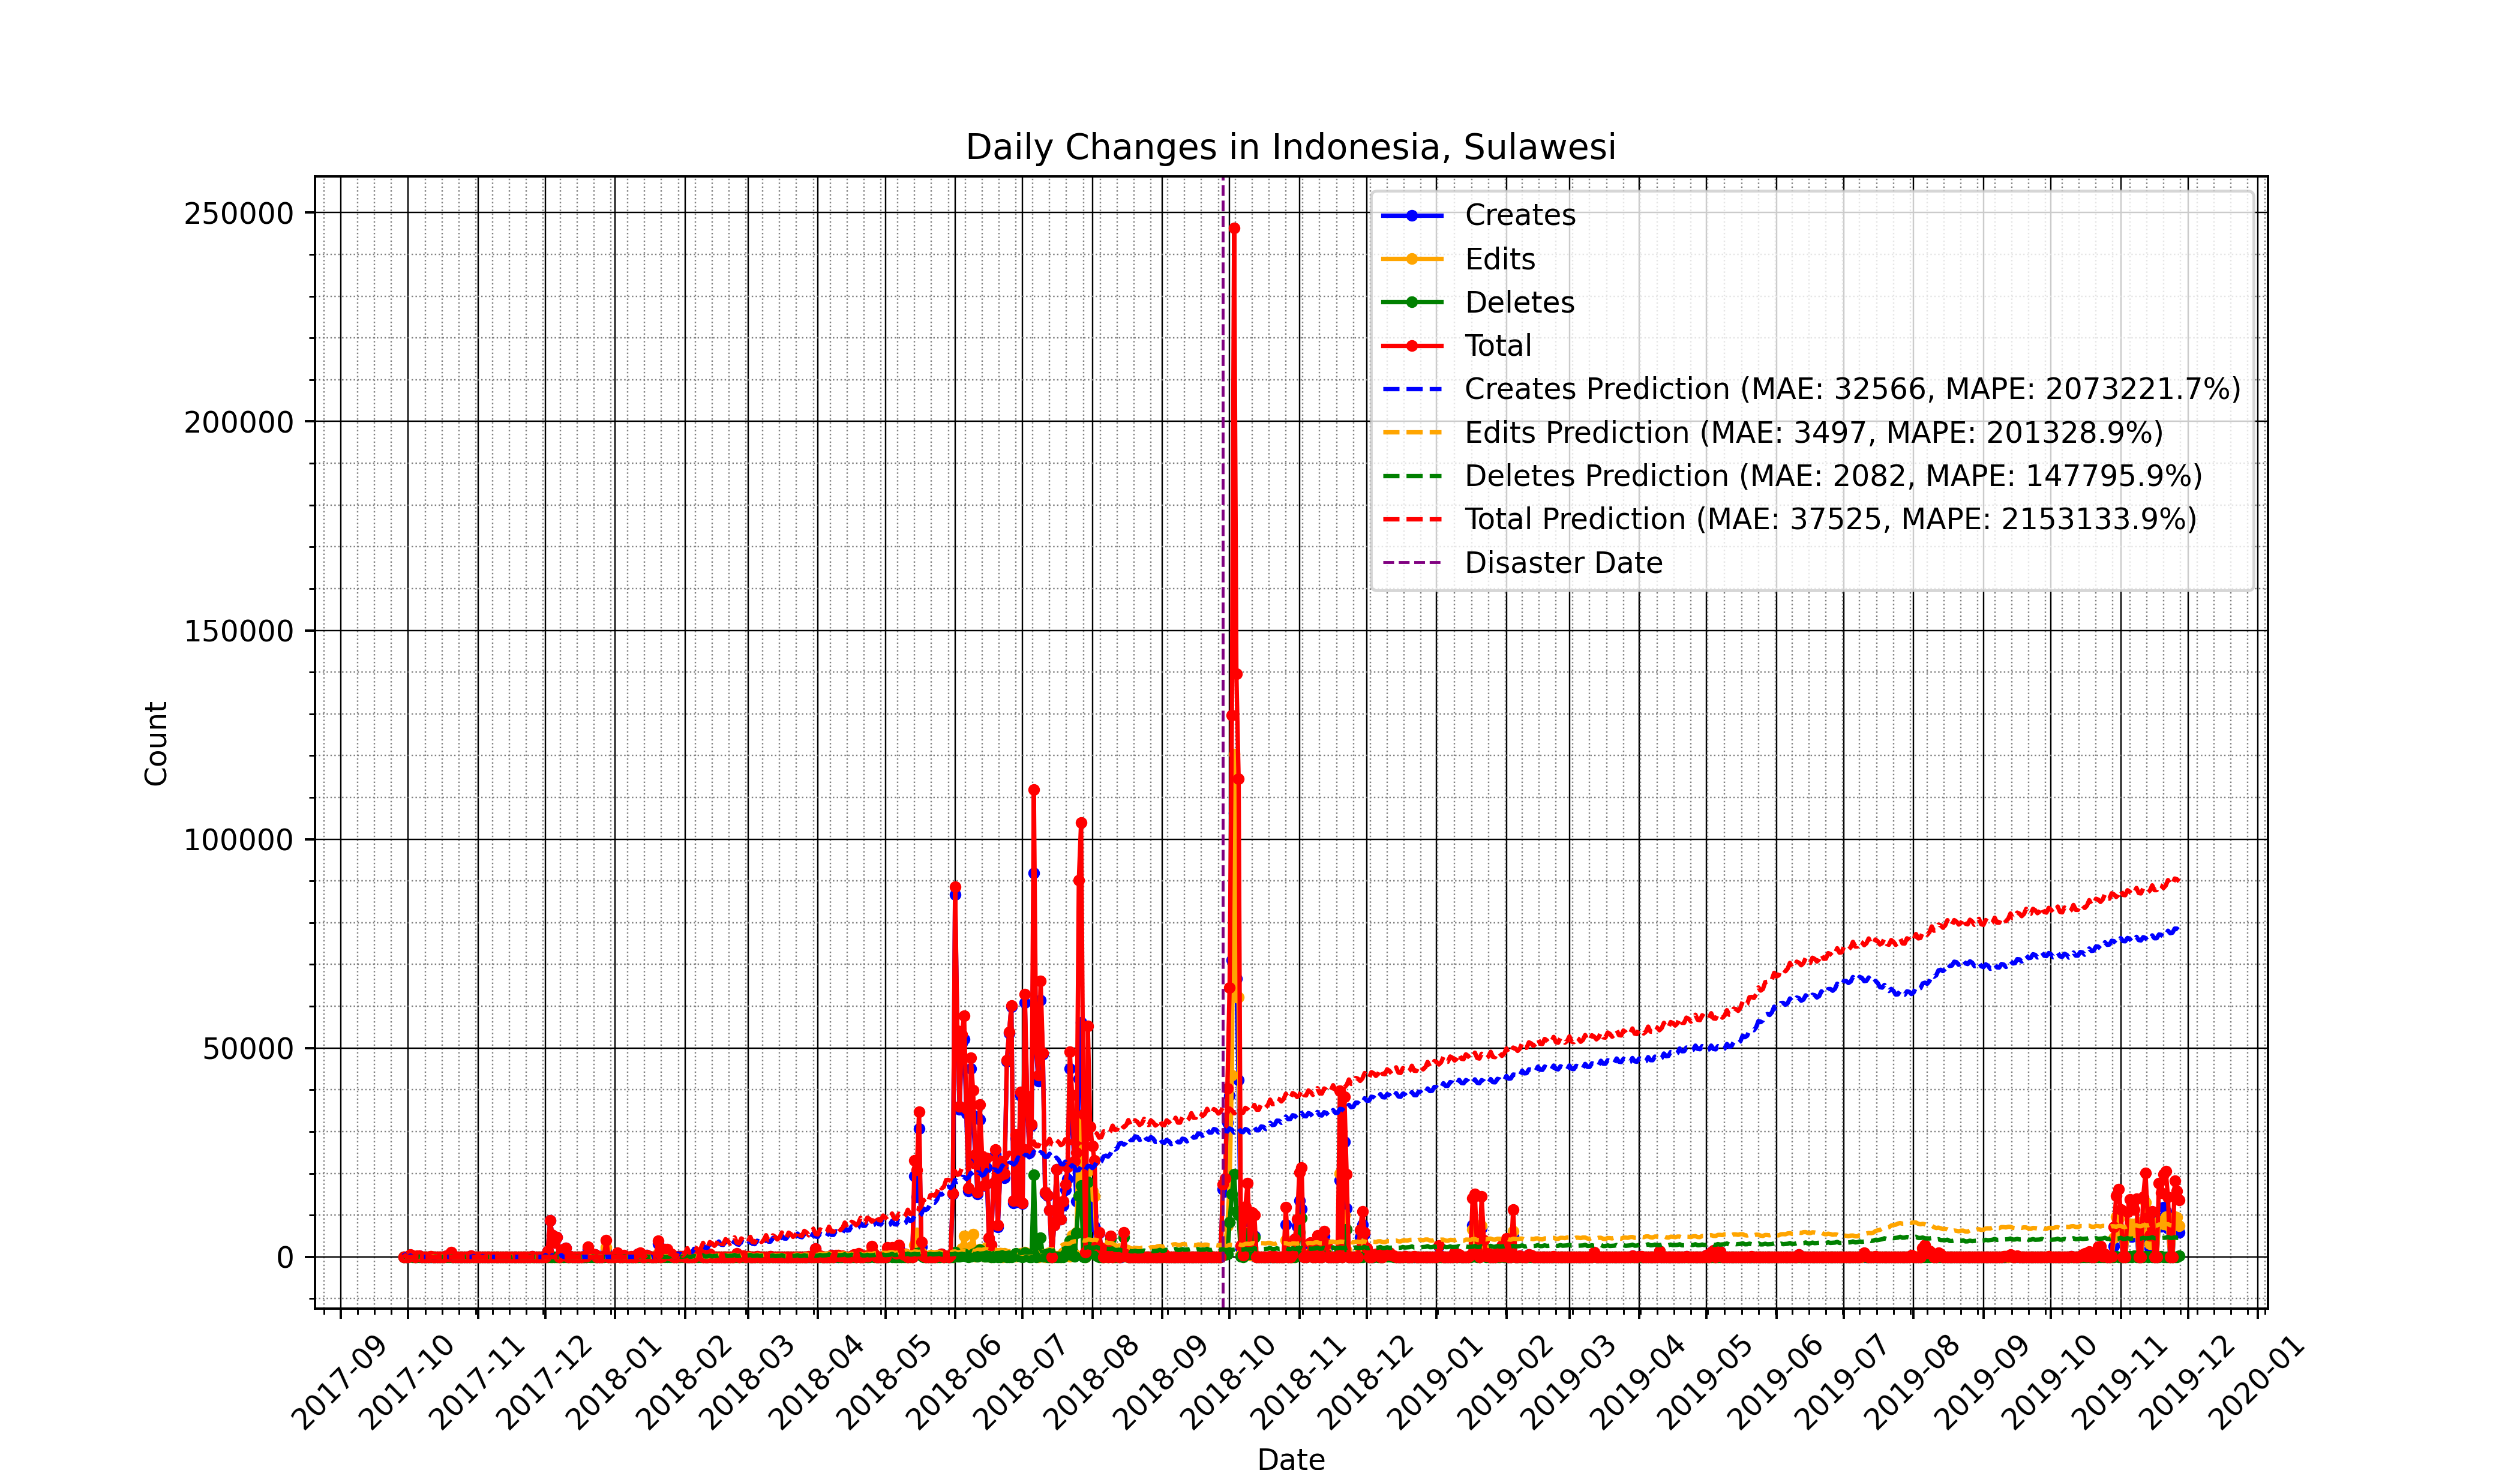 Daily Changes in Indonesia, Sulawesi
250000
200000
150000
100000
50000
0
Count
Creates
Edits
Deletes
Total
Creates Prediction (MAE: 32566, MAPE: 2073221.7%)
Edits Prediction (MAE: 3497, MAPE: 201328.9%)
Deletes Prediction (MAE: 2082, MAPE: 147795.9%)
Total Prediction (MAE: 37525, MAPE: 2153133.9%)
Disaster Date
2017-09
2017-10
2017-11
2017-12
2018-01
2018-02
2018-03
2018-04
2018-05
2018-06
2018-07
2018-08
2018-09
2018-10
2018-11
2018-12
2019-01
2019-02
2019-03
2019-04
2019-05
2019-06
2019-07
2019-08
2019-09
2019-10
2019-11
2019-12
2020-01
Date